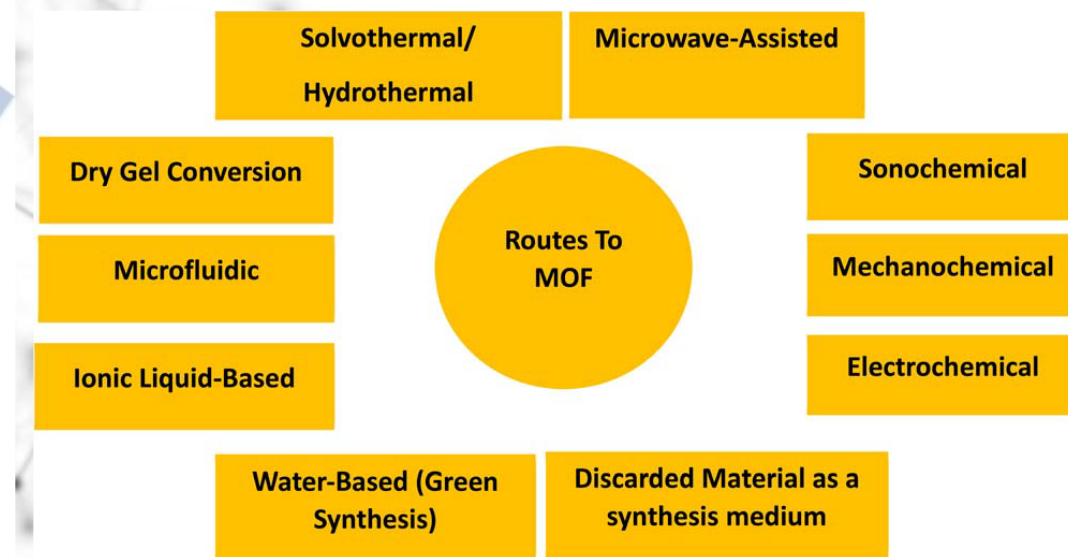 Solvothermal/
Hydrothermal
Microwave-Assisted
Dry Gel Conversion
Sonochemical
Routes To
MOF
Microfluidic
Mechanochemical
Ionic Liquid-Based
Electrochemical
Water-Based (Green
Synthesis)
Discarded Material as a
synthesis medium